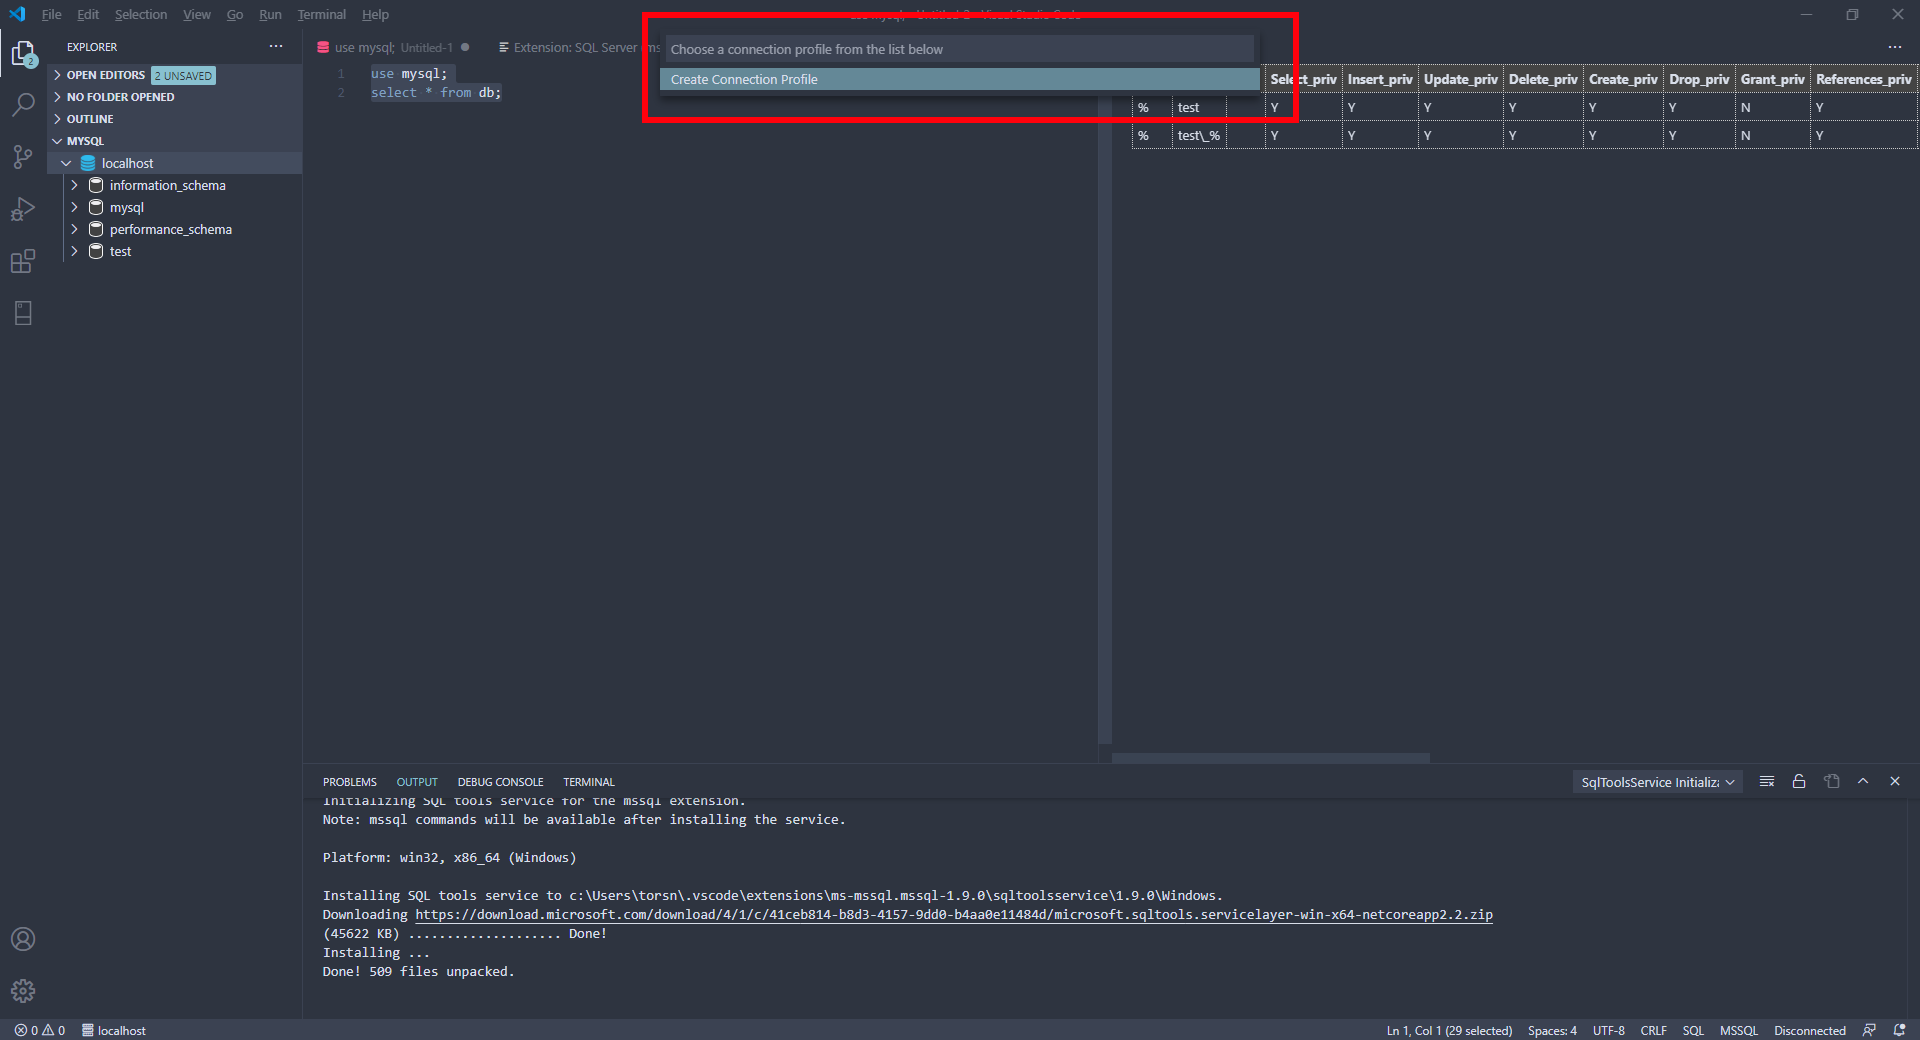 File Edit Selection View Go Run Terminal Help
Choose a connection profile from the list below
Create Connection Profile
EXPLORER
2
OPEN EDITORS 2 UNSAVED
NO FOLDER OPENED
OUTLINE
MYSQL
localhost
information_schema
mysql
performance_schema
test
use mysql; Untitled-1
Extension: SQL Server (ms
1 use mysql;
2 select * from db;
Select_priv Insert_priv Update_priv Delete_priv Create_priv Drop_priv Grant_priv References_priv
% test Y Y Y Y Y Y N Y
% test\_% Y Y Y Y Y Y N Y
PROBLEMS OUTPUT DEBUG CONSOLE TERMINAL
SqlToolsService Initializa
Initializing SQL tools service for the mssql extension.
Note: mssql commands will be available after installing the service.
Platform: win32, x86_64 (Windows)
Installing SQL tools service to c:\Users\torsn\.vscode\extensions\ms-mssql.mssql-1.9.0\sqltoolsservice\1.9.0\Windows.
Downloading https://download.microsoft.com/download/4/1/c/41ceb814-b8d3-4157-9dd0-b4aa0e11484d/microsoft.sqltools.servicelayer-win-x64-netcoreapp2.2.zip
(45622 KB) .................... Done!
Installing ...
Done! 509 files unpacked.
0 0 localhost
Ln 1, Col 1 (29 selected) Spaces: 4 UTF-8 CRLF SQL MSSQL Disconnected